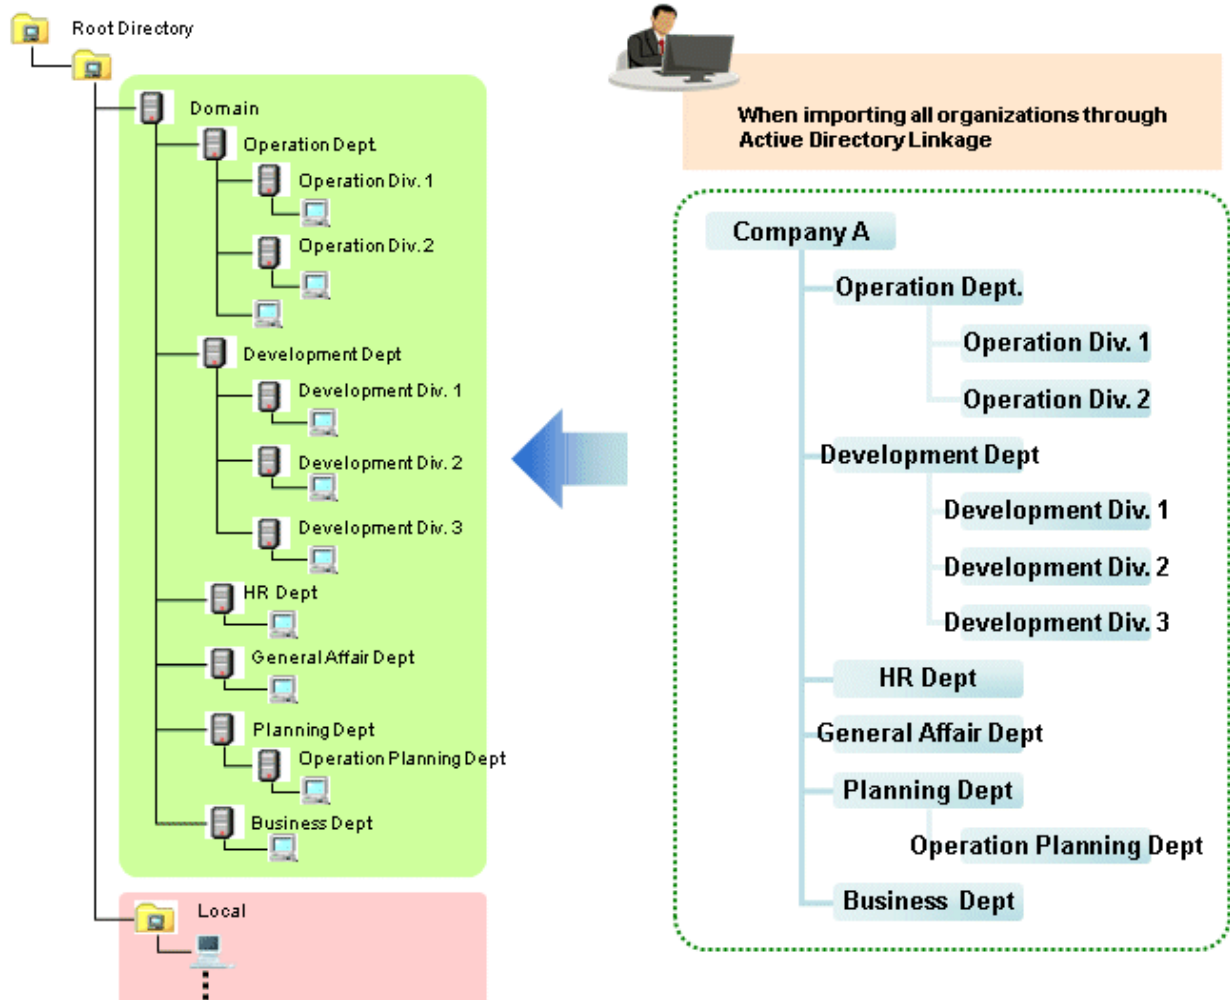 Root Directory
Domain
Operation Dept.
Operation Div. 1
Operation Div. 2
Development Dept
Development Div. 1
Development Div. 2
Development Div. 3
HR Dept
General Affair Dept
Planning Dept
Operation Planning Dept
Business Dept
Local
When importing all organizations through
Active Directory Linkage
Company A
Operation Dept.
Operation Div. 1
Operation Div. 2
Development Dept
Development Div. 1
Development Div. 2
Development Div. 3
HR Dept
General Affair Dept
Planning Dept
Operation Planning Dept
Business Dept